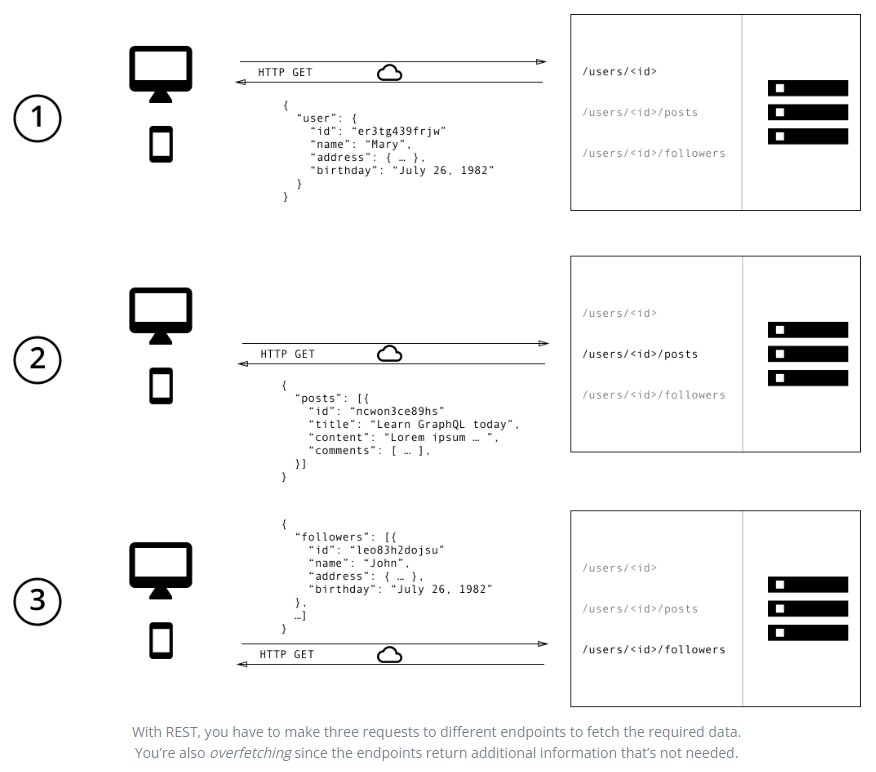 1
HTTP GET
{
"user": {
"id": "er3tg439frjw"
"name": "Mary",
"address": { … },
"birthday": "July 26, 1982"
}
}
/users/<id>
/users/<id>/posts
/users/<id>/followers
2
HTTP GET
{
"posts": [{
"id": "ncwon3ce89hs"
"title": "Learn GraphQL today",
"content": "Lorem ipsum … ",
"comments": [ … ],
}]
}
/users/<id>
/users/<id>/posts
/users/<id>/followers
3
{
"followers": [{
"id": "leo83h2dojsu"
"name": "John",
"address": { … },
"birthday": "July 26, 1982"
},
…]
}
HTTP GET
/users/<id>
/users/<id>/posts
/users/<id>/followers
With REST, you have to make three requests to different endpoints to fetch the required data.
You're also overfetching since the endpoints return additional information that's not needed.